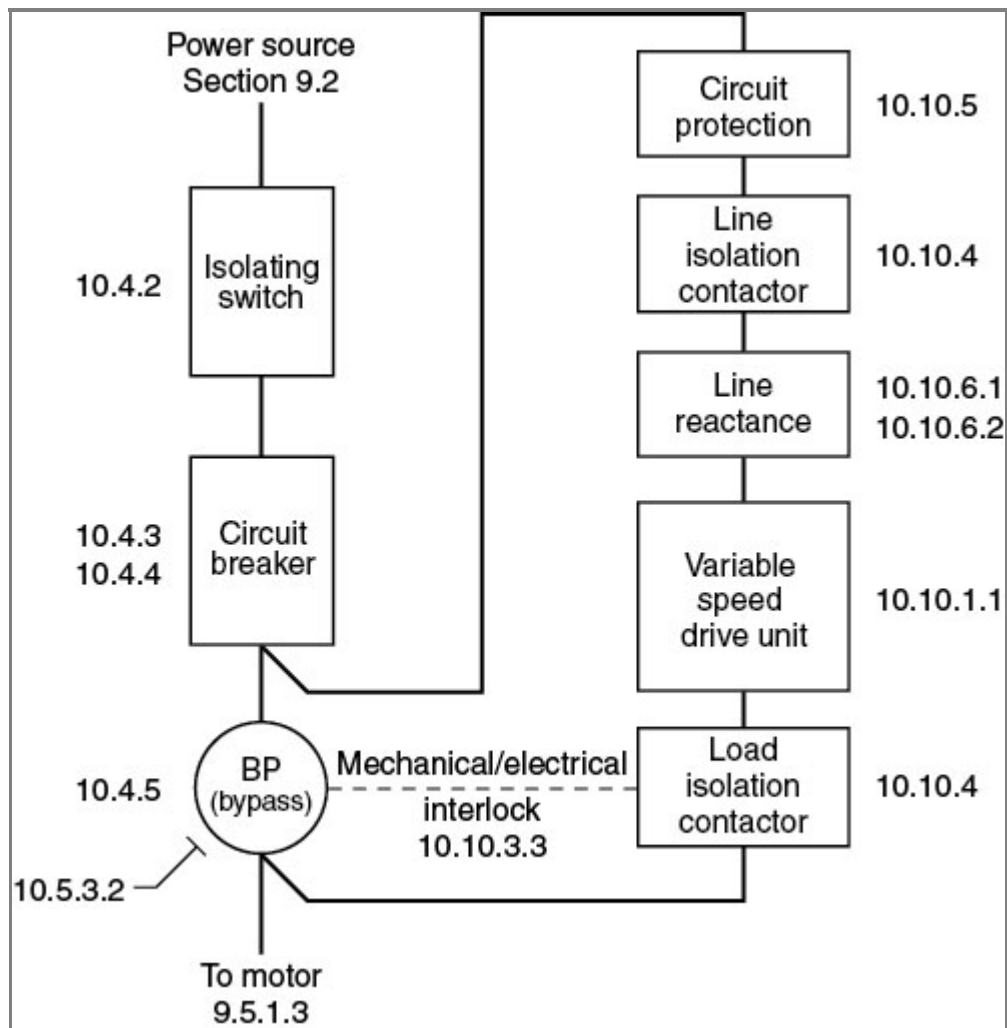 Power source
Section 9.2
10.4.2
Isolating
switch
10.4.3
10.4.4
Circuit
breaker
10.4.5
BP
(bypass)
10.5.3.2
To motor
9.5.1.3
Mechanical/electrical
interlock
10.10.3.3
Circuit
protection
10.10.5
Line
isolation
contactor
10.10.4
Line
reactance
10.10.6.1
10.10.6.2
Variable
speed
drive unit
10.10.1.1
Load
isolation
contactor
10.10.4